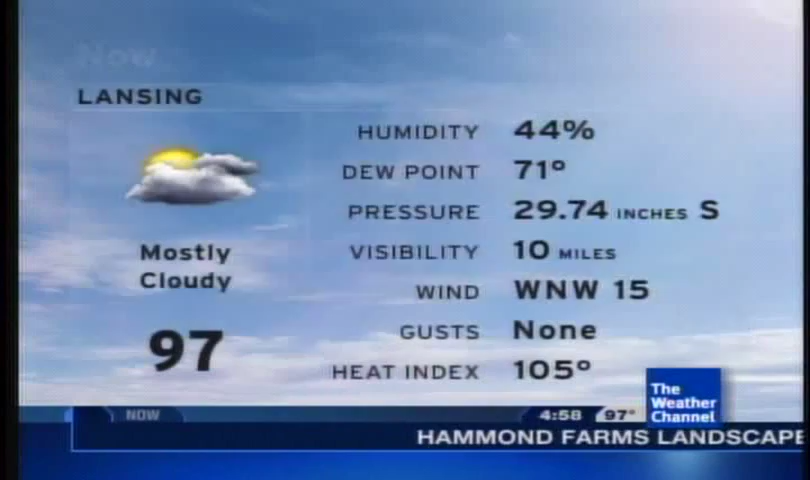 Now
LANSING
HUMIDITY 44%
DEW POINT 71°
PRESSURE 29.74 INCHES S
VISIBILITY 10 MILES
Mostly
Cloudy
WIND WNW 15
GUSTS None
97
HEAT INDEX 105°
The
Weather
Channel
NOW
4:58 97°
HAMMOND FARMS LANDSCAPE